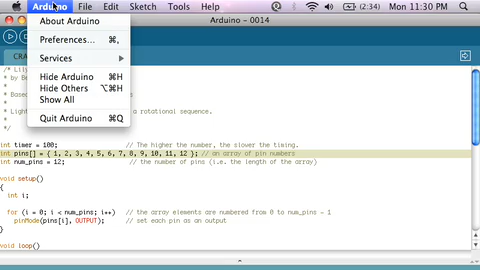 Arduino File Edit Sketch Tools Help (2:34) Mon 11:30 PM
Arduino - 0014
About Arduino
Preferences... ⌘,
Services
Hide Arduino ⌘H
Hide Others ⌥⌘H
Show All
Quit Arduino ⌘Q
CRA
/* Lily
* by Be
*
* Based
*
* Ligh a rotational sequence.
*
*/
int timer = 100; // The higher the number, the slower the timing.
int pins[] = { 1, 2, 3, 4, 5, 6, 7, 8, 9, 10, 11, 12 }; // an array of pin numbers
int num_pins = 12; // the number of pins (i.e. the length of the array)
void setup()
{
int i;
for (i = 0; i < num_pins; i++) // the array elements are numbered from 0 to num_pins - 1
pinMode(pins[i], OUTPUT); // set each pin as an output
}
void loop()